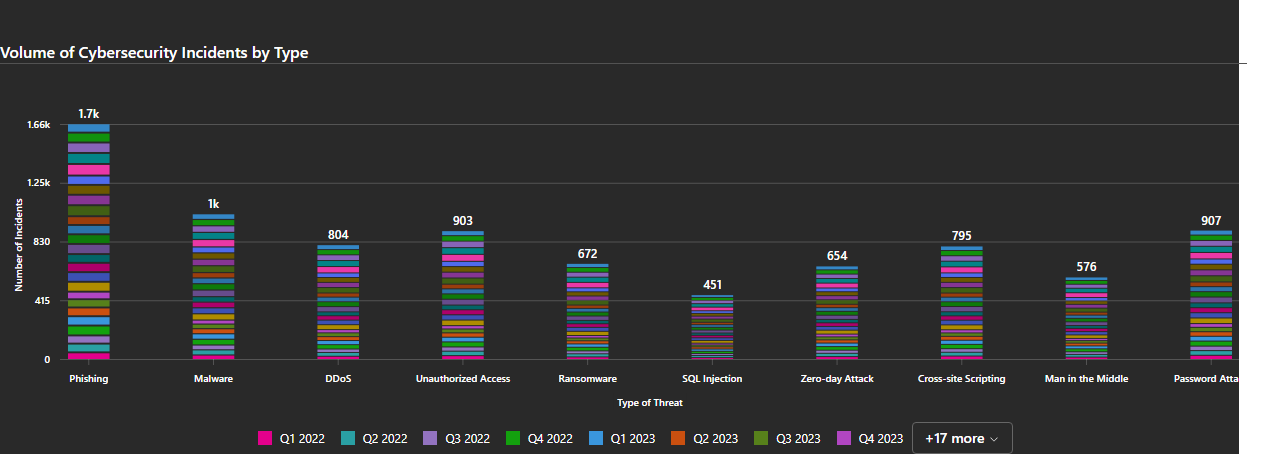 Volume of Cybersecurity Incidents by Type
1.7k
1.66k
1.25k
1k
903
907
830
804
795
672
654
576
451
415
0
Number of Incidents
Phishing Malware DDoS Unauthorized Access Ransomware SQL Injection Zero-day Attack Cross-site Scripting Man in the Middle Password Atta
Type of Threat
Q1 2022 Q2 2022 Q3 2022 Q4 2022 Q1 2023 Q2 2023 Q3 2023 Q4 2023 +17 more